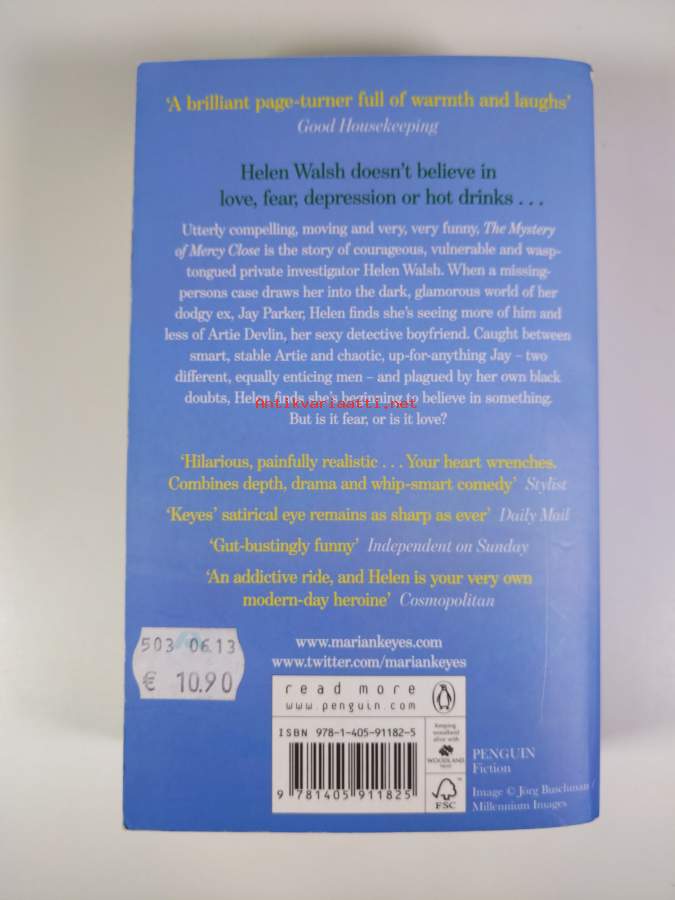 ‘A brilliant page-turner full of warmth and laughs’
Good Housekeeping
Helen Walsh doesn’t believe in
love, fear, depression or hot drinks . . .
Utterly compelling, moving and very, very funny, The Mystery
of Mercy Close is the story of courageous, vulnerable and wasp-
tongued private investigator Helen Walsh. When a missing-
persons case draws her into the dark, glamorous world of her
dodgy ex, Jay Parker, Helen finds she’s seeing more of him and
less of Artie Devlin, her sexy detective boyfriend. Caught between
smart, stable Artie and chaotic, up-for-anything Jay – two
different, equally enticing men – and plagued by her own black
doubts, Helen finds she’s beginning to believe in something.
Antikvariaatti.net
But is it fear, or is it love?
‘Hilarious, painfully realistic . . . Your heart wrenches.
Combines depth, drama and whip-smart comedy’ Stylist
‘Keyes’ satirical eye remains as sharp as ever’ Daily Mail
‘Gut-bustingly funny’ Independent on Sunday
‘An addictive ride, and Helen is your very own
modern-day heroine’ Cosmopolitan
503 06.13
€ 10.90
www.mariankeyes.com
www.twitter.com/mariankeyes
read more
www.penguin.com
ISBN 978-1-405-91182-5
9 781405 911825
Keeping
woodland
alive with
WOODLAND
TRUST
FSC
PENGUIN
Fiction
Image © Jörg Buschman /
Millennium Images